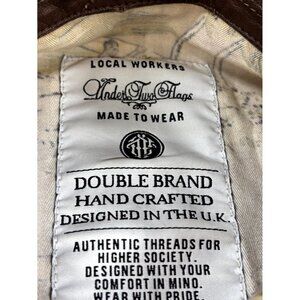 LOCAL WORKERS
Under Two Flags
MADE TO WEAR
DOUBLE BRAND
HAND CRAFTED
DESIGNED IN THE U.K.
AUTHENTIC THREADS FOR
HIGHER SOCIETY.
DESIGNED WITH YOUR
COMFORT IN MIND.
WEAR WITH PRIDE.